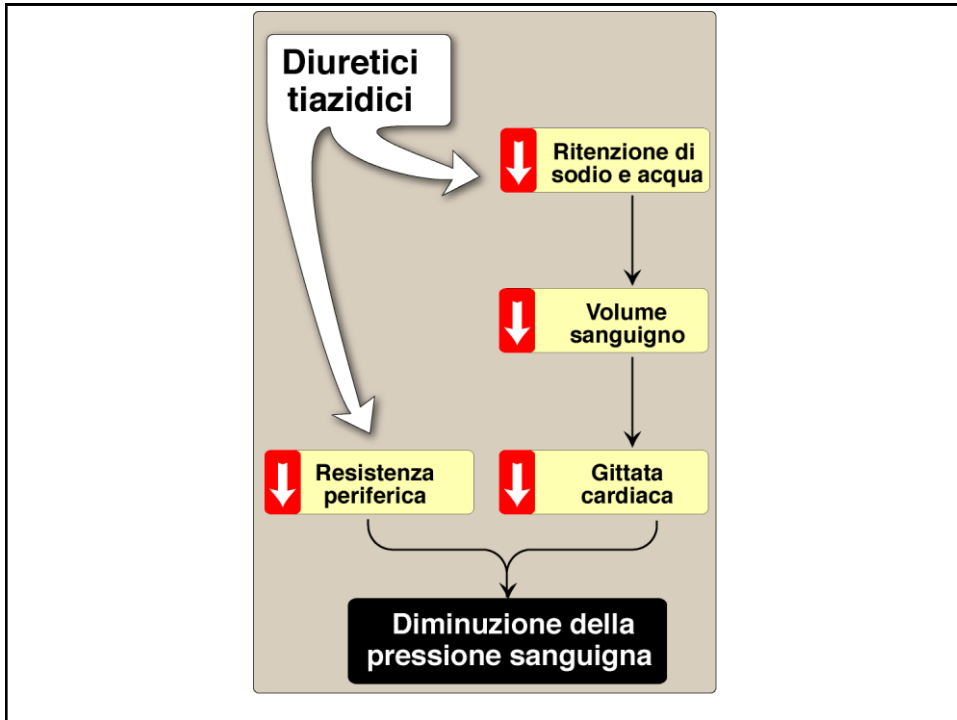 Diuretici
tiazidici
Ritenzione di
sodio e acqua
Volume
sanguigno
Resistenza
periferica
Gittata
cardiaca
Diminuzione della
pressione sanguigna